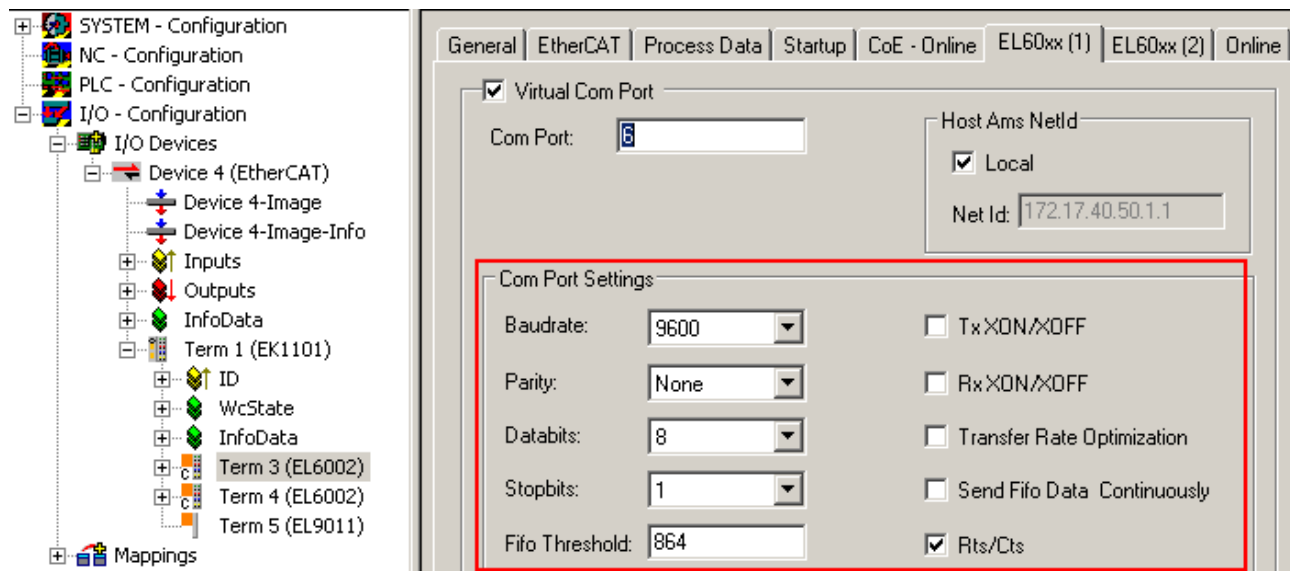 SYSTEM - Configuration
NC - Configuration
PLC - Configuration
I/O - Configuration
I/O Devices
Device 4 (EtherCAT)
Device 4-Image
Device 4-Image-Info
Inputs
Outputs
InfoData
Term 1 (EK1101)
ID
WcState
InfoData
Term 3 (EL6002)
Term 4 (EL6002)
Term 5 (EL9011)
Mappings
General EtherCAT Process Data Startup CoE - Online EL60xx (1) EL60xx (2) Online
Virtual Com Port
Com Port: 6
Host Ams NetId
Local
Net Id: 172.17.40.50.1.1
Com Port Settings
Baudrate: 9600 Tx XON/XOFF
Parity: None Rx XON/XOFF
Databits: 8 Transfer Rate Optimization
Stopbits: 1 Send Fifo Data Continuously
Fifo Threshold: 864 Rts/Cts